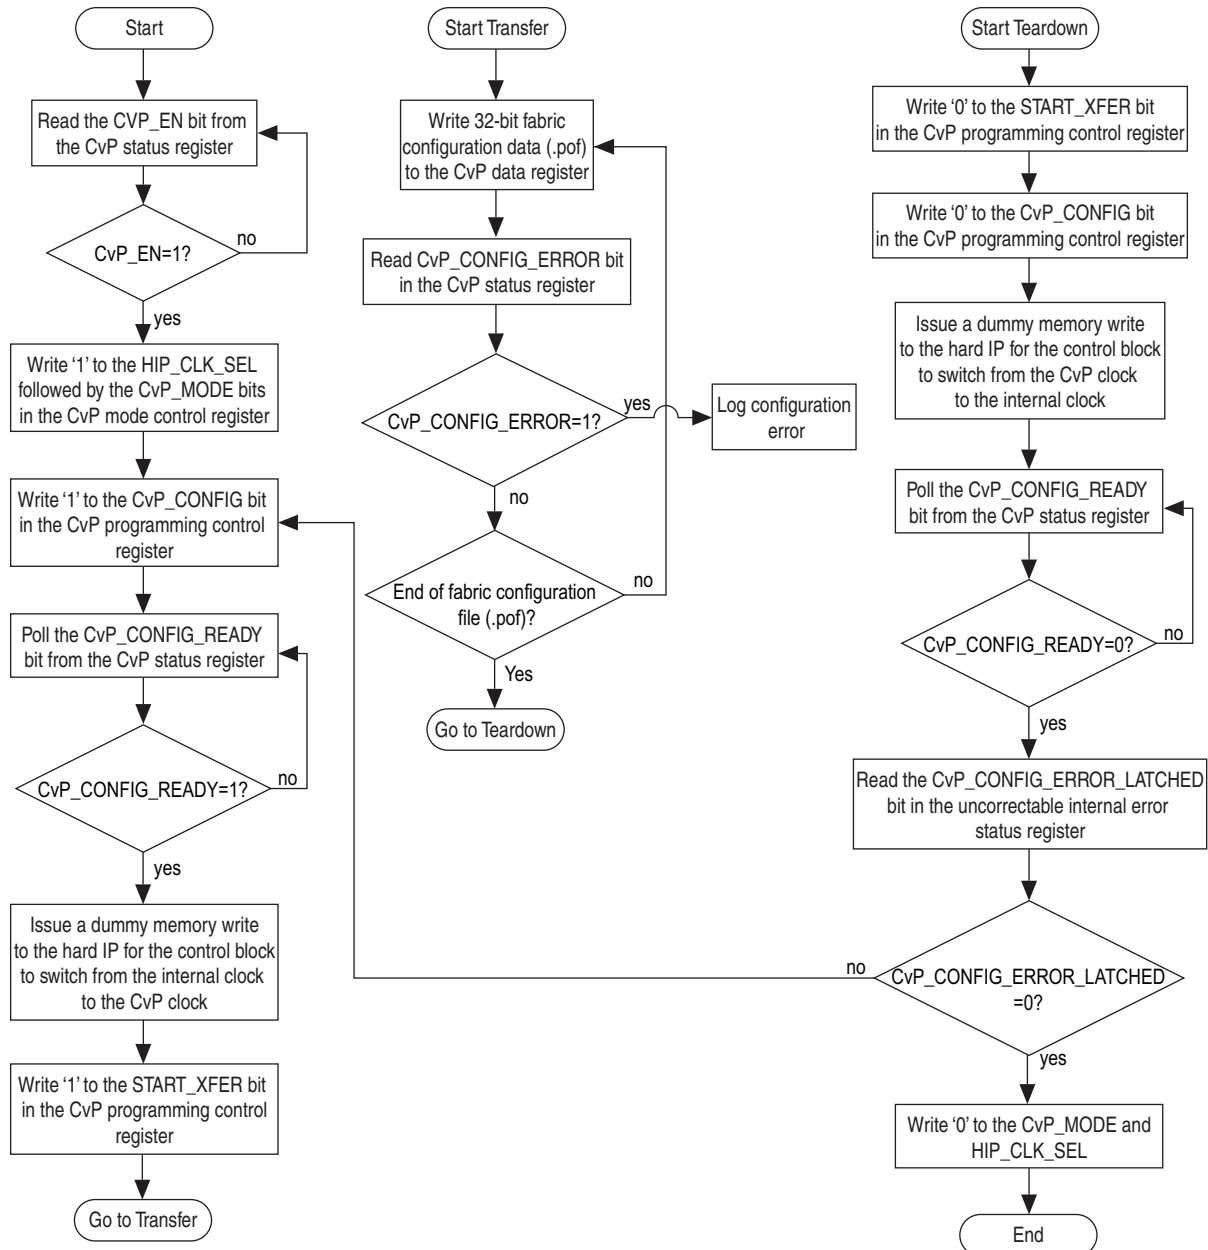 Start
Read the CVP_EN bit from
the CvP status register
CvP_EN=1?
no
yes
Write ‘1’ to the HIP_CLK_SEL
followed by the CvP_MODE bits
in the CvP mode control register
Write ‘1’ to the CvP_CONFIG bit
in the CvP programming control
register
Poll the CvP_CONFIG_READY
bit from the CvP status register
CvP_CONFIG_READY=1?
no
yes
Issue a dummy memory write
to the hard IP for the control block
to switch from the internal clock
to the CvP clock
Write ‘1’ to the START_XFER bit
in the CvP programming control
register
Go to Transfer
Start Transfer
Write 32-bit fabric
configuration data (.pof)
to the CvP data register
Read CvP_CONFIG_ERROR bit
in the CvP status register
CvP_CONFIG_ERROR=1?
yes
Log configuration
error
no
End of fabric configuration
file (.pof)?
no
Yes
Go to Teardown
Start Teardown
Write ‘0’ to the START_XFER bit
in the CvP programming control register
Write ‘0’ to the CvP_CONFIG bit
in the CvP programming control register
Issue a dummy memory write
to the hard IP for the control block
to switch from the CvP clock
to the internal clock
Poll the CvP_CONFIG_READY
bit from the CvP status register
CvP_CONFIG_READY=0?
no
yes
Read the CvP_CONFIG_ERROR_LATCHED
bit in the uncorrectable internal error
status register
CvP_CONFIG_ERROR_LATCHED
=0?
no
yes
Write ‘0’ to the CvP_MODE and
HIP_CLK_SEL
End